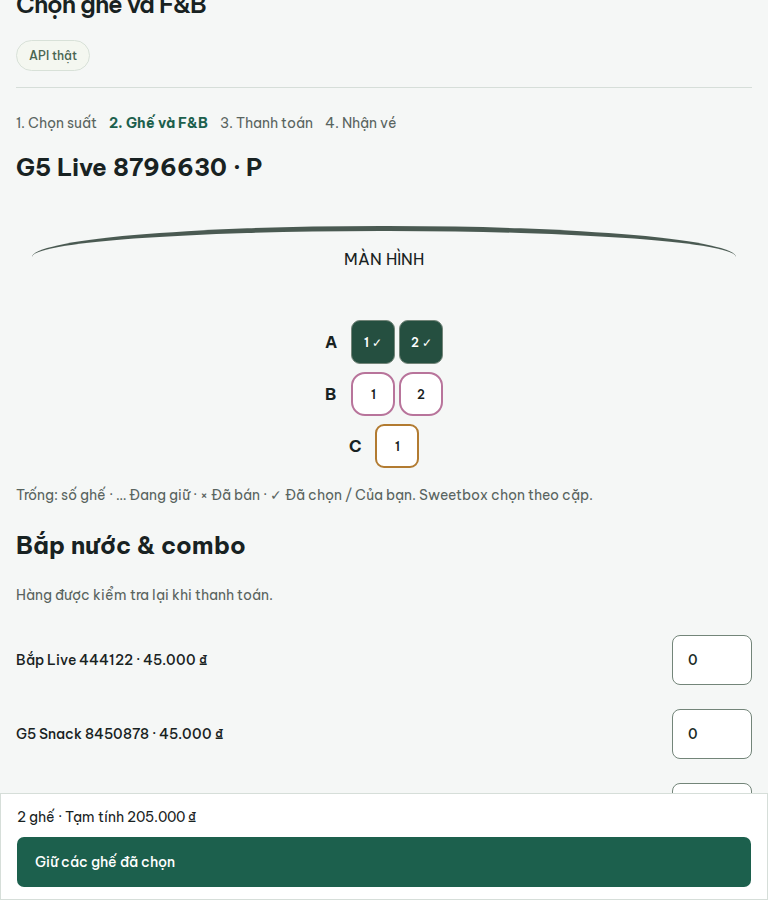 Chọn ghế và F&B
API thật
1. Chọn suất 2. Ghế và F&B 3. Thanh toán 4. Nhận vé
G5 Live 8796630 · P
MÀN HÌNH
A 1 ✓ 2 ✓
B 1 2
C 1
Trống: số ghế · … Đang giữ · × Đã bán · ✓ Đã chọn / Của bạn. Sweetbox chọn theo cặp.
Bắp nước & combo
Hàng được kiểm tra lại khi thanh toán.
Bắp Live 444122 · 45.000 ₫ 0
G5 Snack 8450878 · 45.000 ₫ 0
2 ghế · Tạm tính 205.000 ₫
Giữ các ghế đã chọn